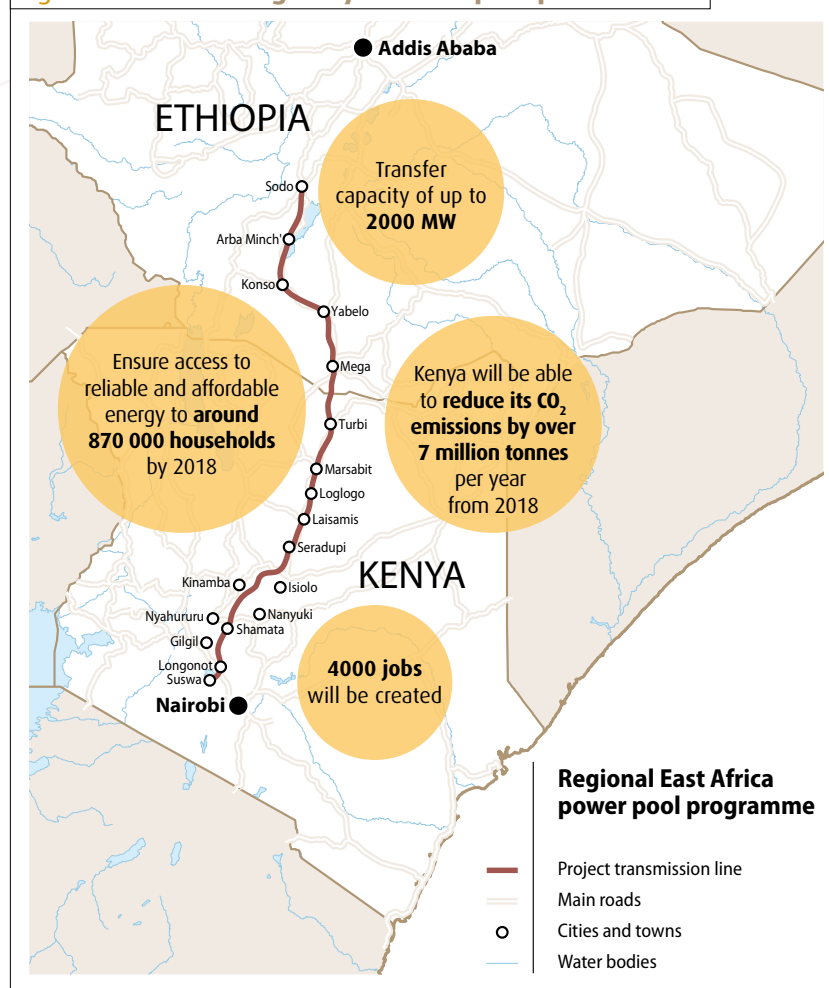 Addis Ababa
ETHIOPIA
Transfer
capacity of up to
2000 MW
Sodo
Arba Minch'
Konso
Yabelo
Mega
Ensure access to
reliable and affordable
energy to around
870 000 households
by 2018
Kenya will be able
to reduce its CO₂
emissions by over
7 million tonnes
per year
from 2018
Turbi
Marsabit
Loglogo
Laisamis
Seradupi
KENYA
Kinamba
Isiolo
Nyahururu
Nanyuki
Shamata
Gilgil
Longonot
Suswa
Nairobi
4000 jobs
will be created
Regional East Africa
power pool programme
Project transmission line
Main roads
Cities and towns
Water bodies